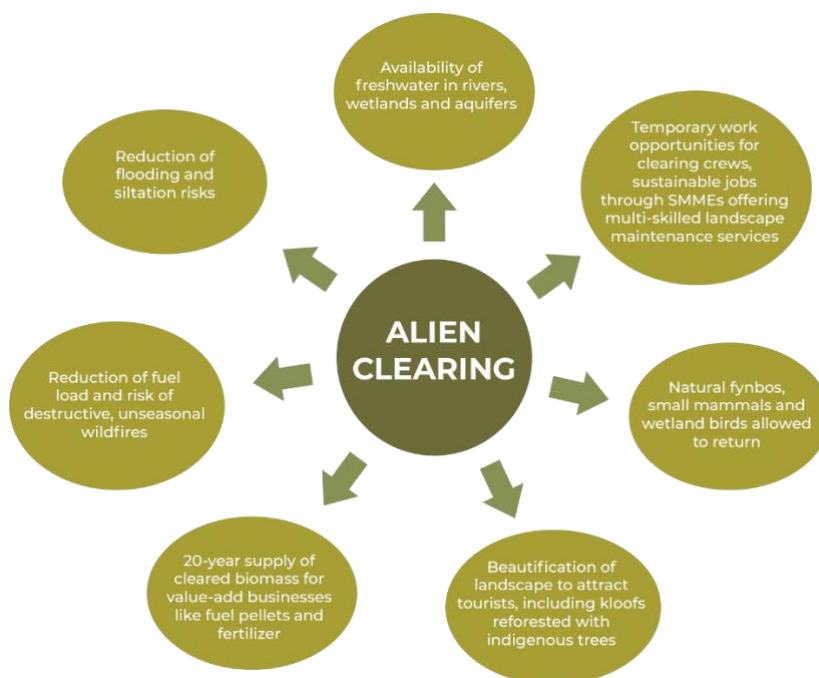 Availability of
freshwater in rivers,
wetlands and aquifers
Temporary work
opportunities for
clearing crews,
sustainable jobs
through SMMEs offering
multi-skilled landscape
maintenance services
Natural fynbos,
small mammals and
wetland birds allowed
to return
Beautification of
landscape to attract
tourists, including kloofs
reforested with
indigenous trees
20-year supply of
cleared biomass for
value-add businesses
like fuel pellets and
fertilizer
Reduction of fuel
load and risk of
destructive, unseasonal
wildfires
Reduction of
flooding and
siltation risks
ALIEN
CLEARING